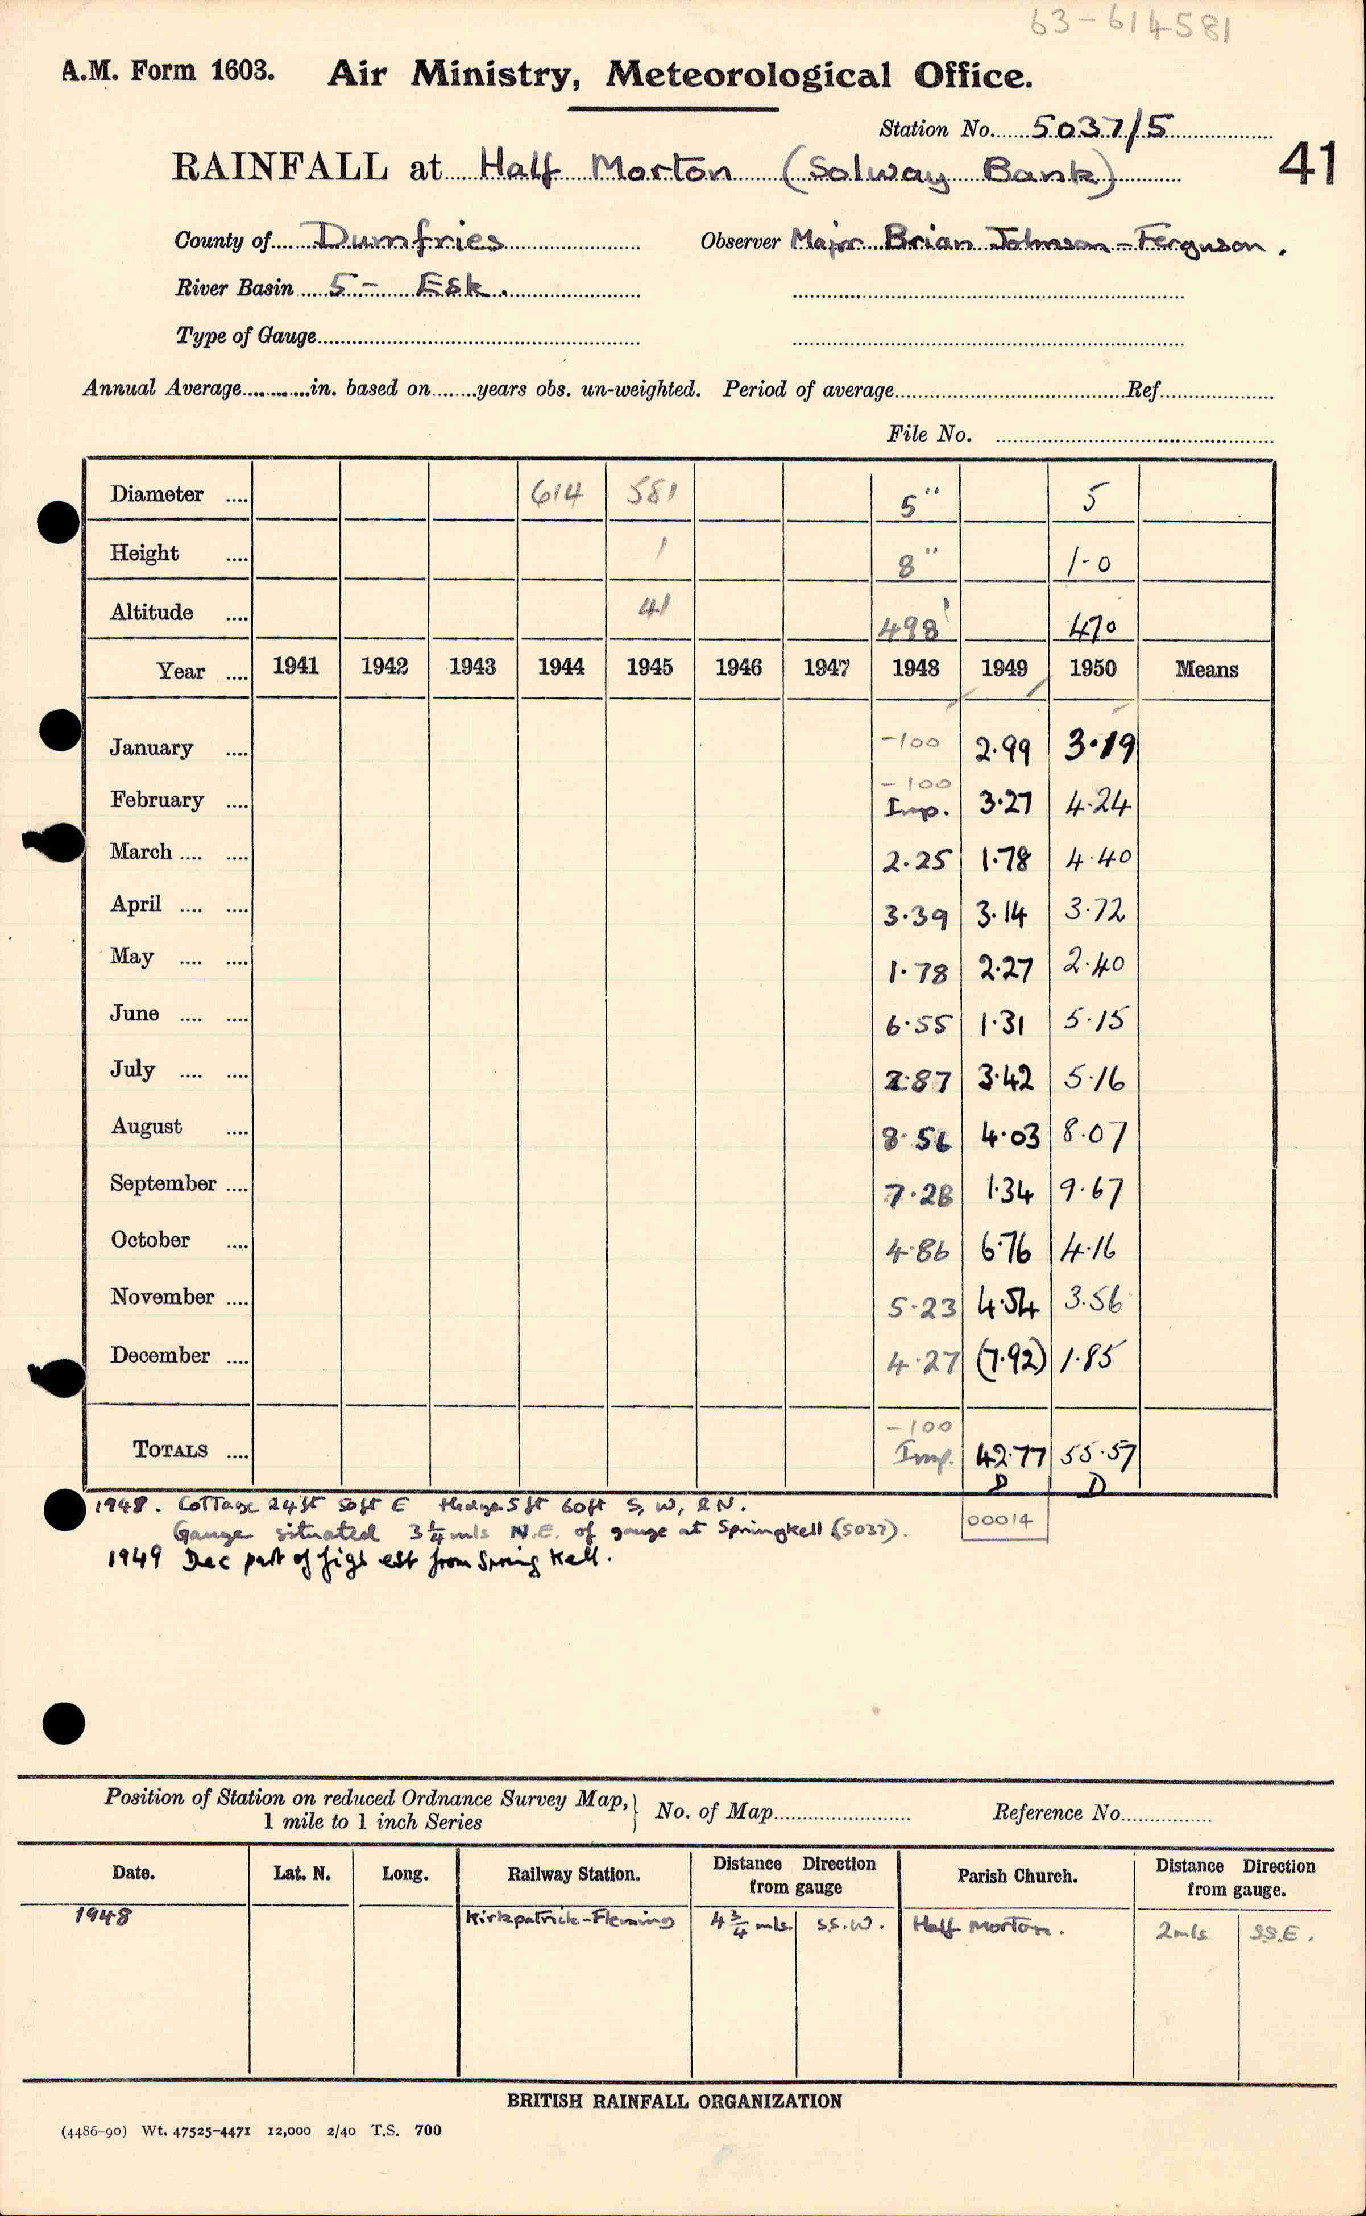 63-614581
A.M. Form 1603. Air Ministry, Meteorological Office.
Station No. 5037/5
RAINFALL at Half Morton (Solway Bank) 41
County of Dumfries Observer Major Brian Johnson-Ferguson.
River Basin 5- Esk.
Type of Gauge
Annual Average in. based on years obs. un-weighted. Period of average Ref.
File No.
Diameter 614 581 5" 5
Height 1 8" 1-0
Altitude 41 498' 470
Year 1941 1942 1943 1944 1945 1946 1947 1948 1949 1950 Means
January -100 2.99 3.19
February -100 Imp. 3.27 4.24
March 2.25 1.78 4.40
April 3.39 3.14 3.72
May 1.78 2.27 2.40
June 6.55 1.31 5.15
July 2.87 3.42 5.16
August 8.56 4.03 8.07
September 7.28 1.34 9.67
October 4.86 6.76 4.16
November 5.23 4.54 3.56
December 4.27 (7.92) 1.85
TOTALS -100 Imp. 42.77 55.57
D D
1948. Cottage 24ft 50ft E Hedge 5ft 60ft S, W, & N.
Gauge situated 3¼ mls N.E. of gauge at Springkell (5037). 00014
1949 Dec part of figs est from Spring Kell.
Position of Station on reduced Ordnance Survey Map, 1 mile to 1 inch Series } No. of Map Reference No.
Date. Lat. N. Long. Railway Station. Distance Direction from gauge Parish Church. Distance Direction from gauge.
1948 Kirkpatrick-Fleming 4¾ mls S.S.W. Half Morton. 2mls S.S.E.
BRITISH RAINFALL ORGANIZATION
(4486-90) Wt. 47525-4471 12,000 2/40 T.S. 700